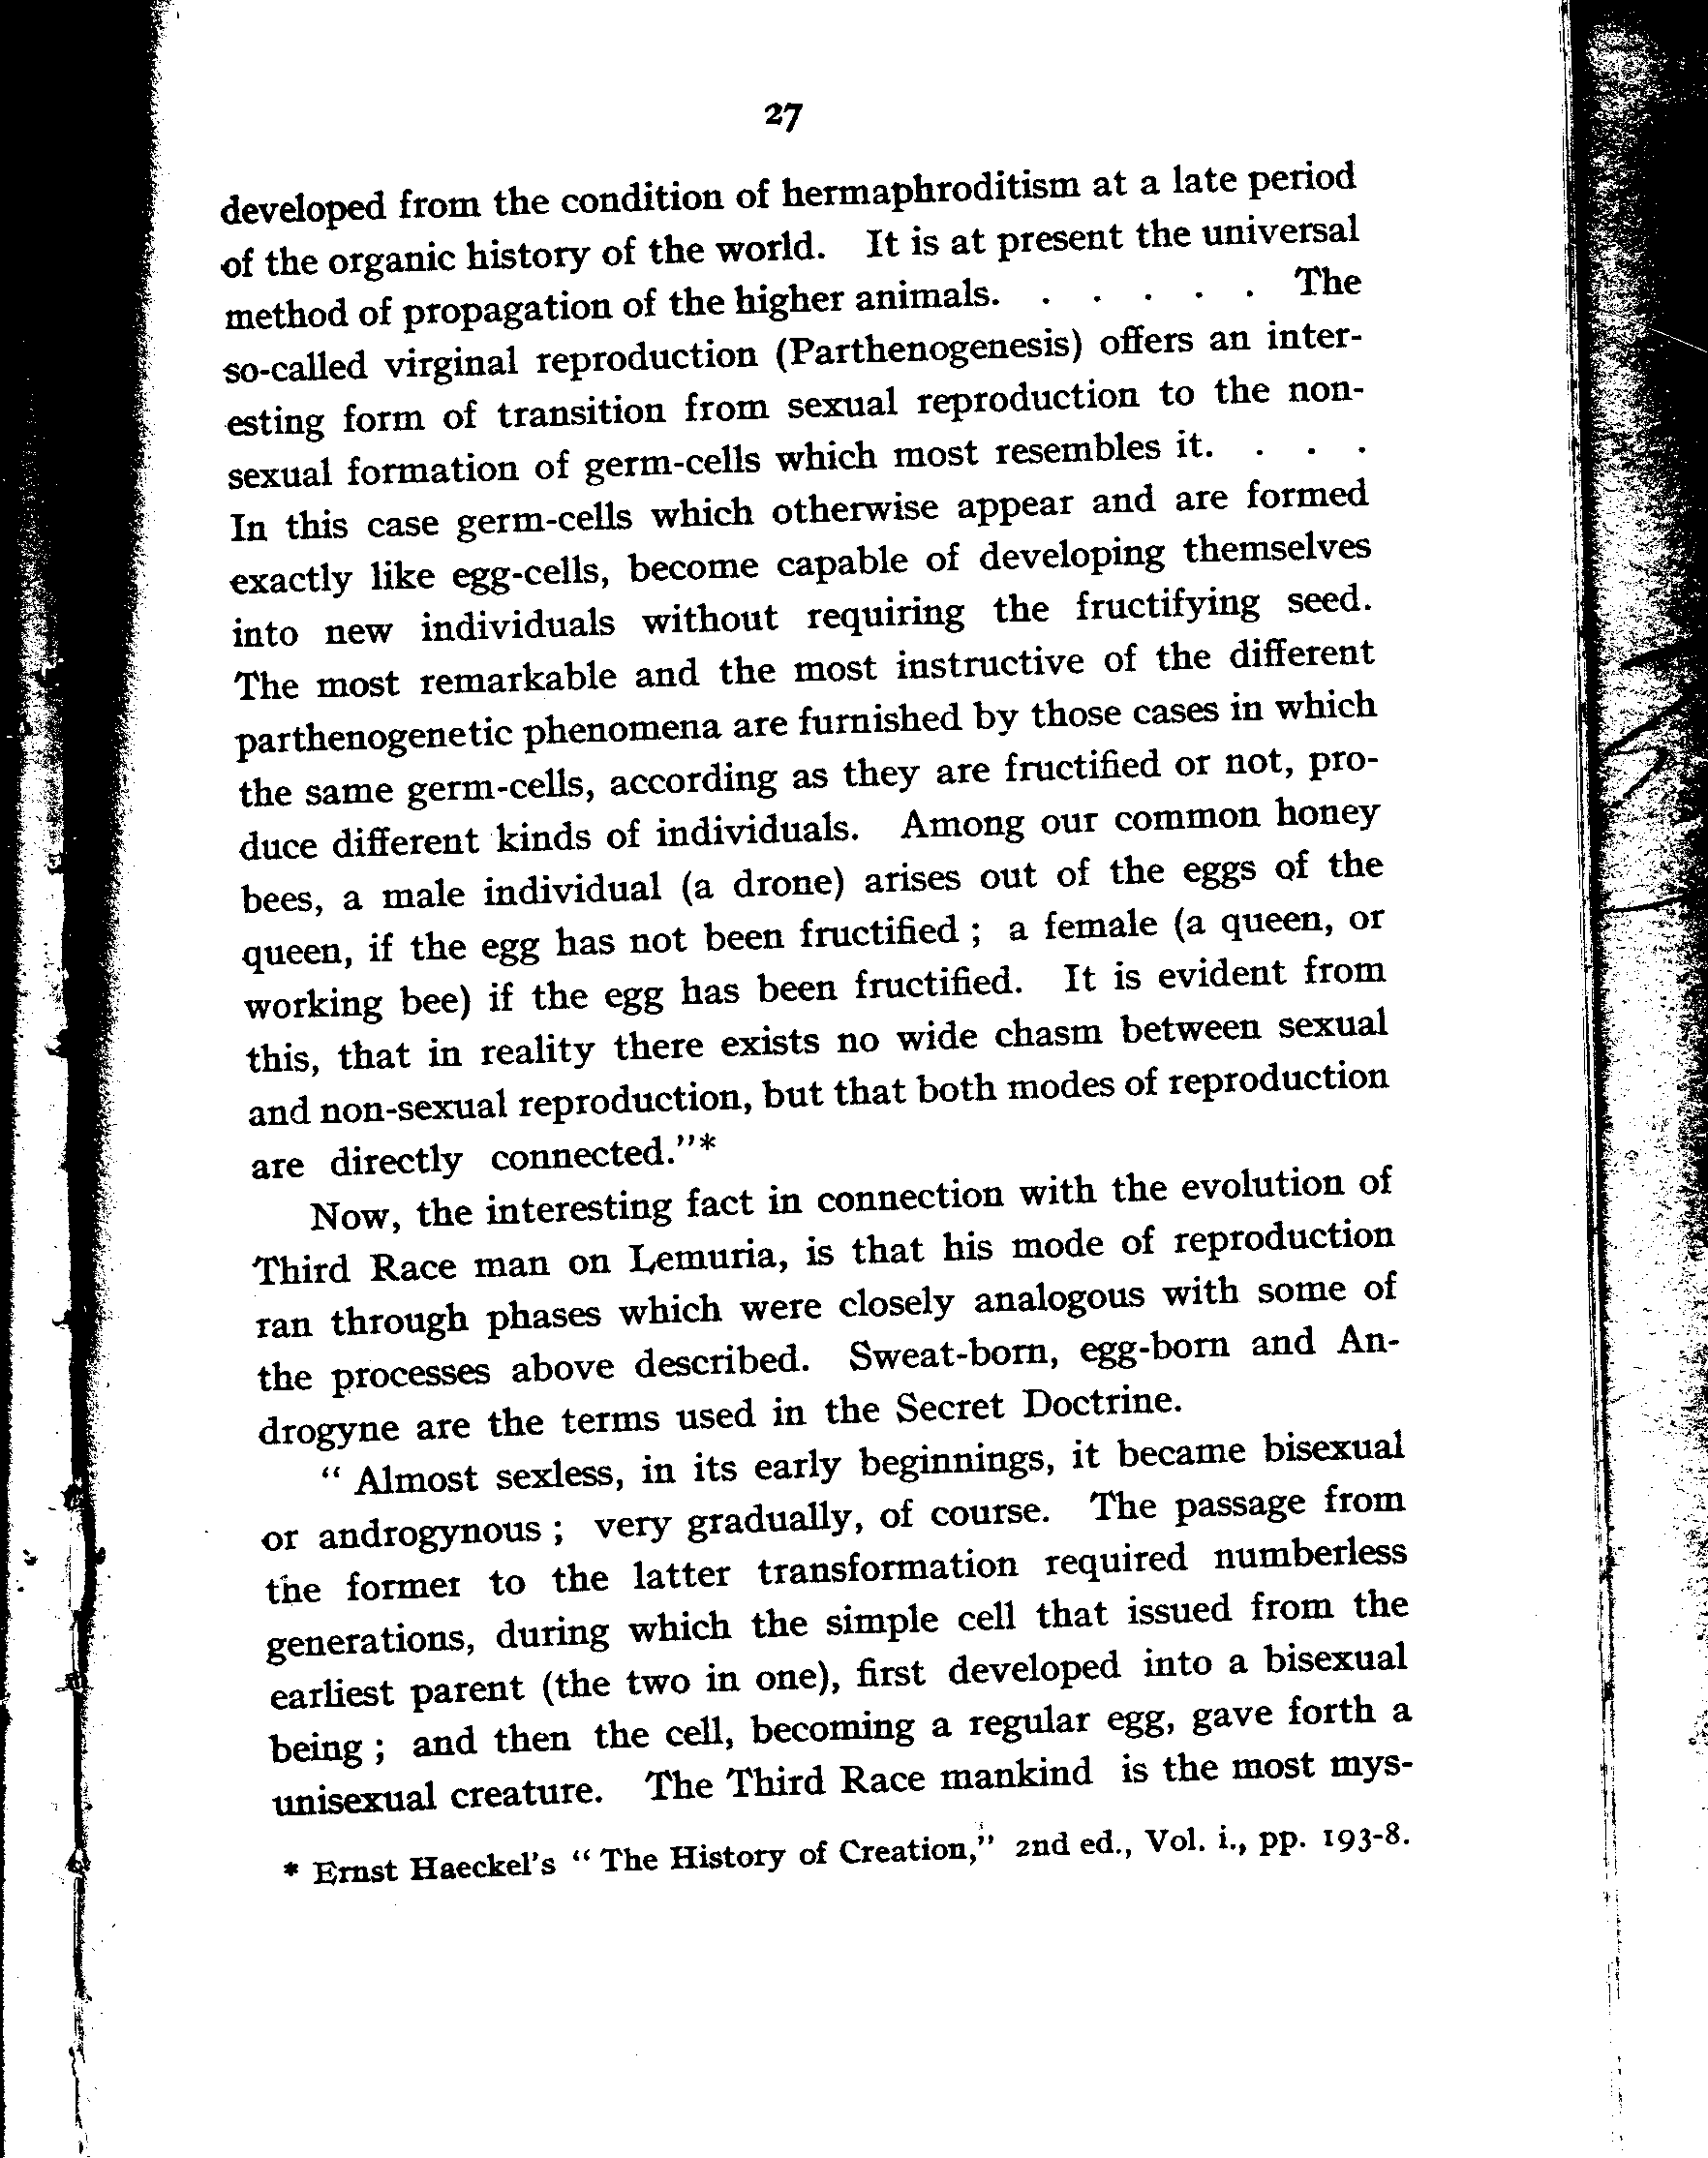 27
developed from the condition of hermaphroditism at a late period
of the organic history of the world. It is at present the universal
method of propagation of the higher animals. . . . . . The
so-called virginal reproduction (Parthenogenesis) offers an inter-
esting form of transition from sexual reproduction to the non-
sexual formation of germ-cells which most resembles it. . . .
In this case germ-cells which otherwise appear and are formed
exactly like egg-cells, become capable of developing themselves
into new individuals without requiring the fructifying seed.
The most remarkable and the most instructive of the different
parthenogenetic phenomena are furnished by those cases in which
the same germ-cells, according as they are fructified or not, pro-
duce different kinds of individuals. Among our common honey
bees, a male individual (a drone) arises out of the eggs of the
queen, if the egg has not been fructified ; a female (a queen, or
working bee) if the egg has been fructified. It is evident from
this, that in reality there exists no wide chasm between sexual
and non-sexual reproduction, but that both modes of reproduction
are directly connected."*
Now, the interesting fact in connection with the evolution of
Third Race man on Lemuria, is that his mode of reproduction
ran through phases which were closely analogous with some of
the processes above described. Sweat-born, egg-born and An-
drogyne are the terms used in the Secret Doctrine.
" Almost sexless, in its early beginnings, it became bisexual
or androgynous ; very gradually, of course. The passage from
the former to the latter transformation required numberless
generations, during which the simple cell that issued from the
earliest parent (the two in one), first developed into a bisexual
being ; and then the cell, becoming a regular egg, gave forth a
unisexual creature. The Third Race mankind is the most mys-
* Ernst Haeckel's " The History of Creation," 2nd ed., Vol. i., pp. 193-8.